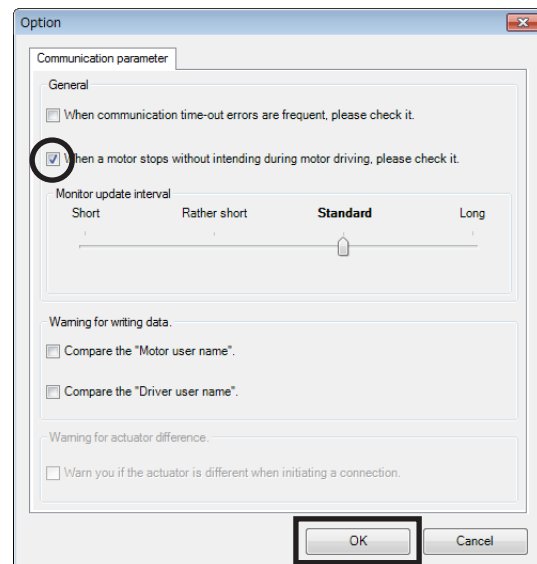 Option
Communication parameter
General
When communication time-out errors are frequent, please check it.
When a motor stops without intending during motor driving, please check it.
Monitor update interval
Short Rather short Standard Long
Warning for writing data.
Compare the "Motor user name".
Compare the "Driver user name".
Warning for actuator difference.
Warn you if the actuator is different when initiating a connection.
OK Cancel